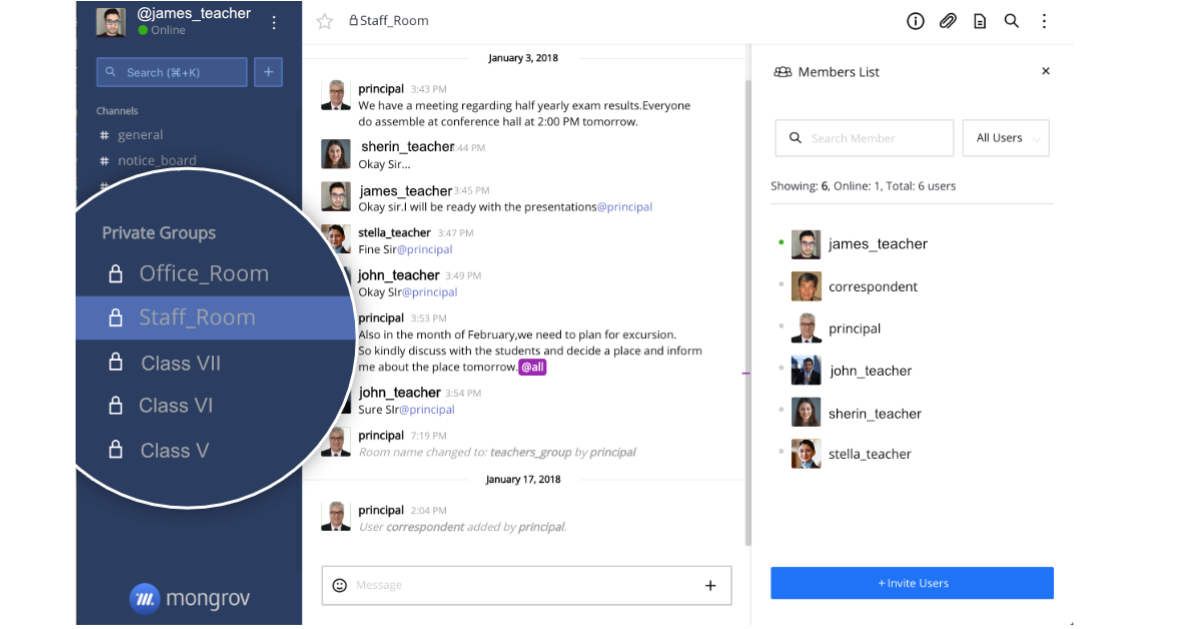 @james_teacher
Online
Search (⌘+K)
+
Channels
# general
# notice_board
#
Private Groups
Office_Room
Staff_Room
Class VII
Class VI
Class V
mongrov
Staff_Room
January 3, 2018
principal 3:43 PM
We have a meeting regarding half yearly exam results.Everyone
do assemble at conference hall at 2:00 PM tomorrow.
sherin_teacher :44 PM
Okay Sir...
james_teacher 3:45 PM
Okay sir.I will be ready with the presentations@principal
stella_teacher 3:47 PM
Fine Sir@principal
john_teacher 3:49 PM
Okay SIr@principal
principal 3:53 PM
Also in the month of February,we need to plan for excursion.
So kindly discuss with the students and decide a place and inform
me about the place tomorrow.@all
john_teacher 3:54 PM
Sure SIr@principal
principal 7:19 PM
Room name changed to: teachers_group by principal
January 17, 2018
principal 2:04 PM
User correspondent added by principal.
Message
+
Members List
Search Member
All Users
Showing: 6, Online: 1, Total: 6 users
james_teacher
correspondent
principal
john_teacher
sherin_teacher
stella_teacher
+ Invite Users